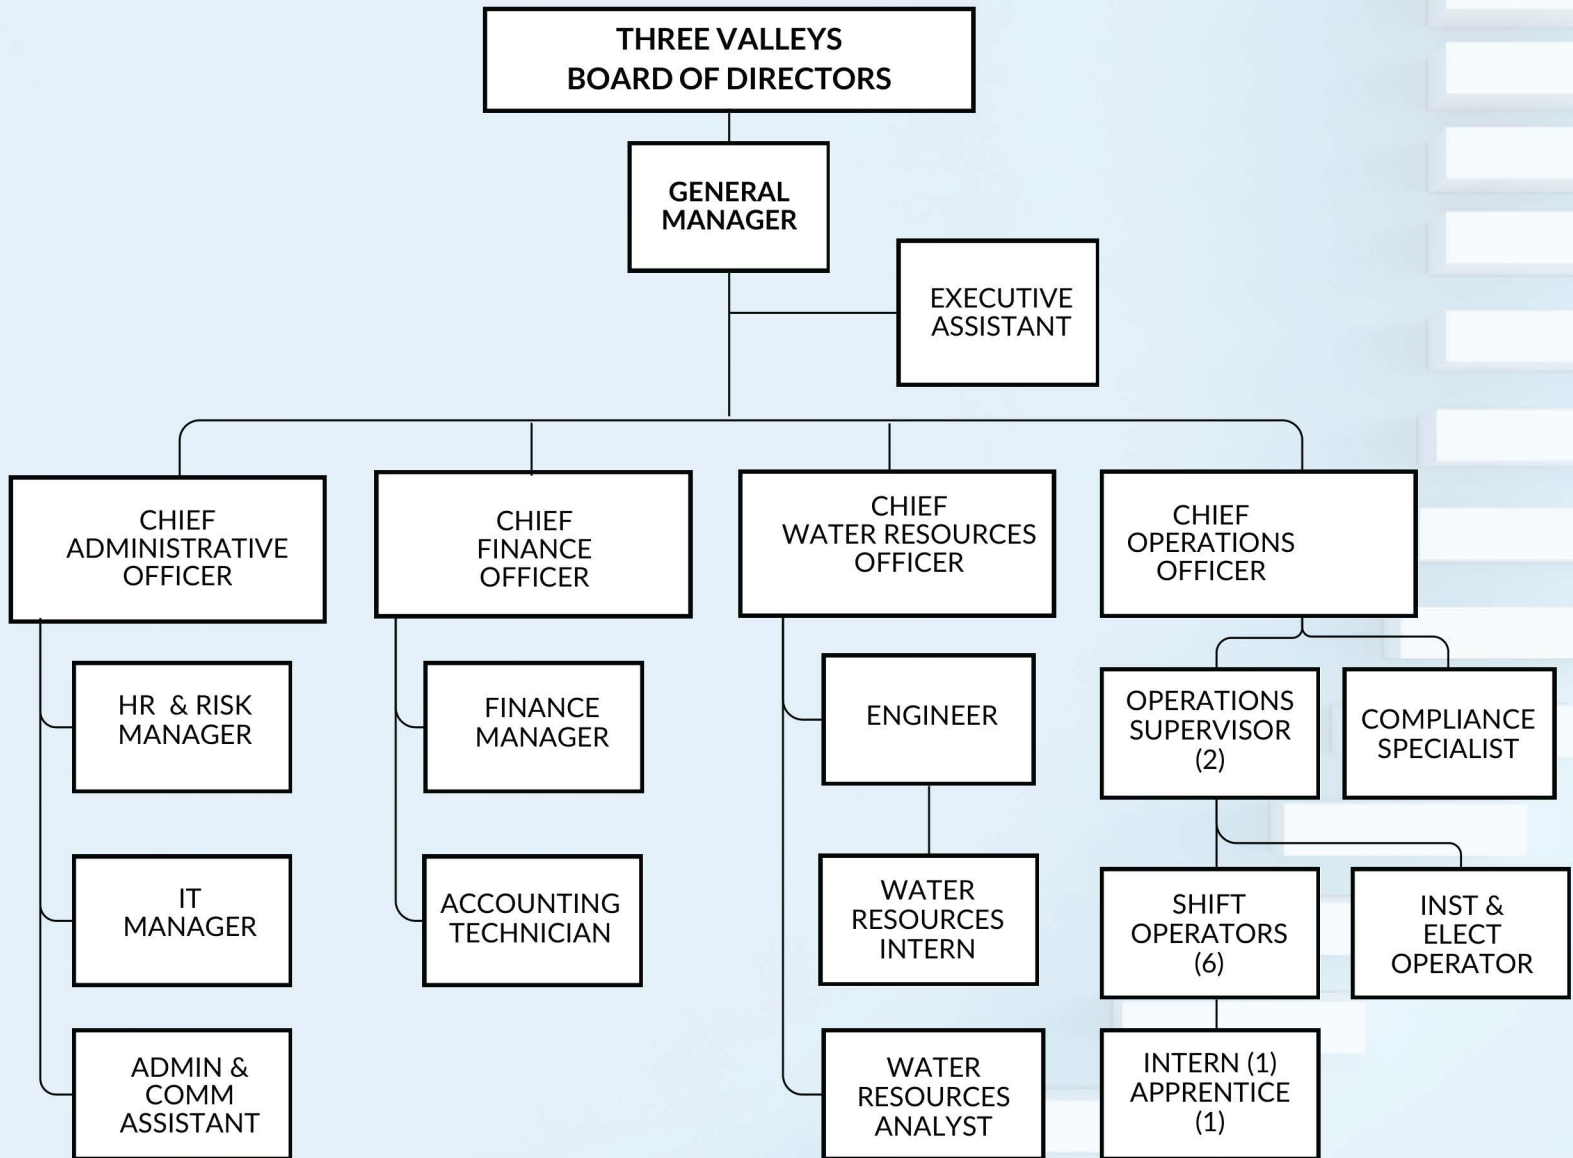 THREE VALLEYS
BOARD OF DIRECTORS
GENERAL
MANAGER
EXECUTIVE
ASSISTANT
CHIEF
ADMINISTRATIVE
OFFICER
CHIEF
FINANCE
OFFICER
CHIEF
WATER RESOURCES
OFFICER
CHIEF
OPERATIONS
OFFICER
HR & RISK
MANAGER
FINANCE
MANAGER
ENGINEER
OPERATIONS
SUPERVISOR
(2)
COMPLIANCE
SPECIALIST
IT
MANAGER
ACCOUNTING
TECHNICIAN
WATER
RESOURCES
INTERN
SHIFT
OPERATORS
(6)
INST &
ELECT
OPERATOR
ADMIN &
COMM
ASSISTANT
WATER
RESOURCES
ANALYST
INTERN (1)
APPRENTICE
(1)